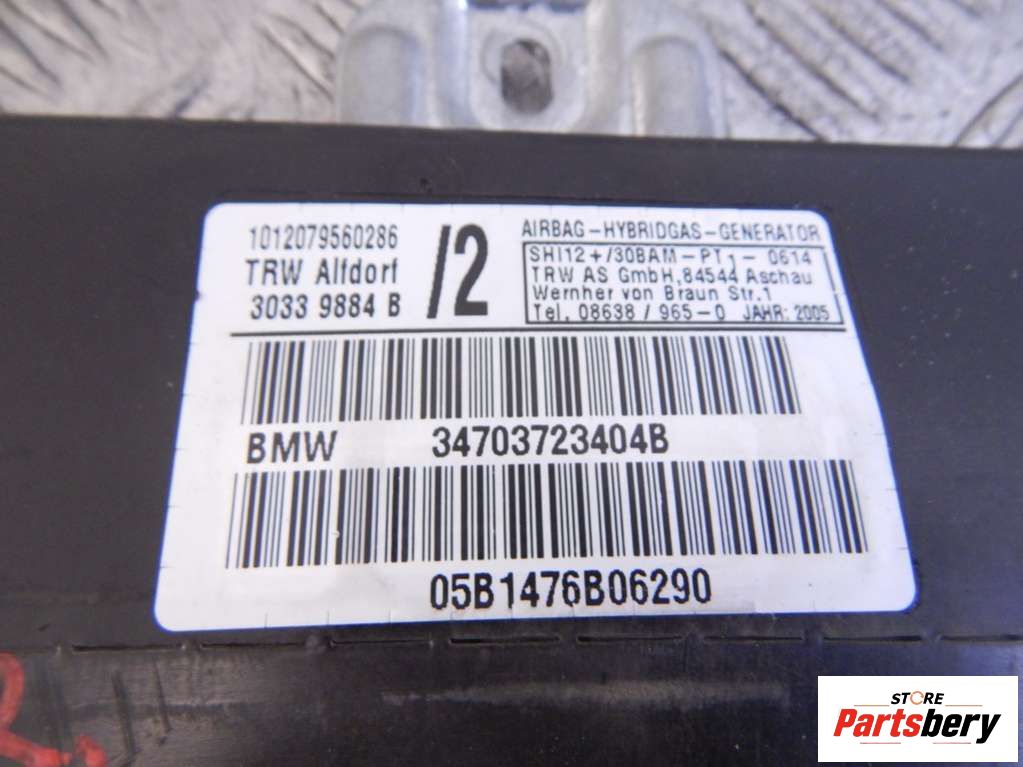 1012079560286
TRW Alfdorf
3033 9884 B
/2
AIRBAG-HYBRIDGAS-GENERATOR
SHI12+/30BAM-PT1-0614
TRW AS GmbH,84544 Aschau
Wernher von Braun Str.1
Tel. 08638/965-0 JAHR: 2005
BMW 34703723404B
05B1476B06290
STORE
Partsbery